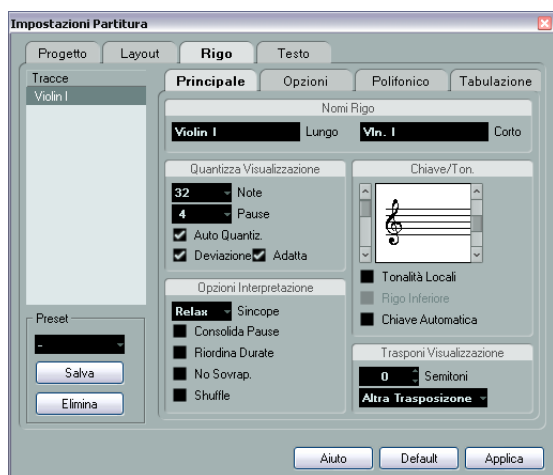 Impostazioni Partitura
Progetto Layout Rigo Testo
Tracce
Violin I
Principale Opzioni Polifonico Tabulazione
Nomi Rigo
Violin I Lungo Vln. I Corto
Quantizza Visualizzazione
32 Note
4 Pause
Auto Quantiz.
Deviazione Adatta
Chiave/Ton.
Tonalità Locali
Rigo Inferiore
Chiave Automatica
Opzioni Interpretazione
Relax Sincope
Consolida Pause
Riordina Durate
No Sovrap.
Shuffle
Trasponi Visualizzazione
0 Semitoni
Altra Trasposizone
Preset
-
Salva
Elimina
Aiuto Default Applica